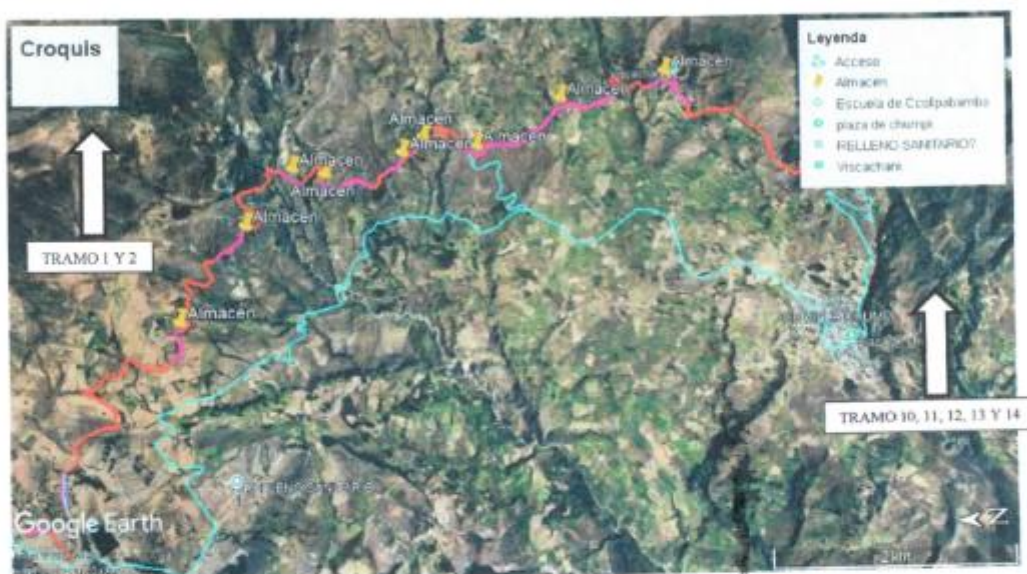 Croquis
Leyenda
Acceso
Almacen
Escuela de Ccollpabamba
plaza de chumpi
RELLENO SANITARIO?
Viscachani
Almacen
Almacen
Almacen
Almacen
Almacen
Almacen
Almacen
Almacen
Almacen
TRAMO 1 Y 2
TRAMO 10, 11, 12, 13 Y 14
Google Earth
2 km